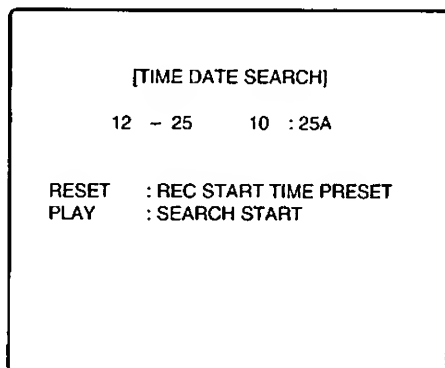 [TIME DATE SEARCH]
12 – 25 10 : 25A
RESET : REC START TIME PRESET
PLAY : SEARCH START